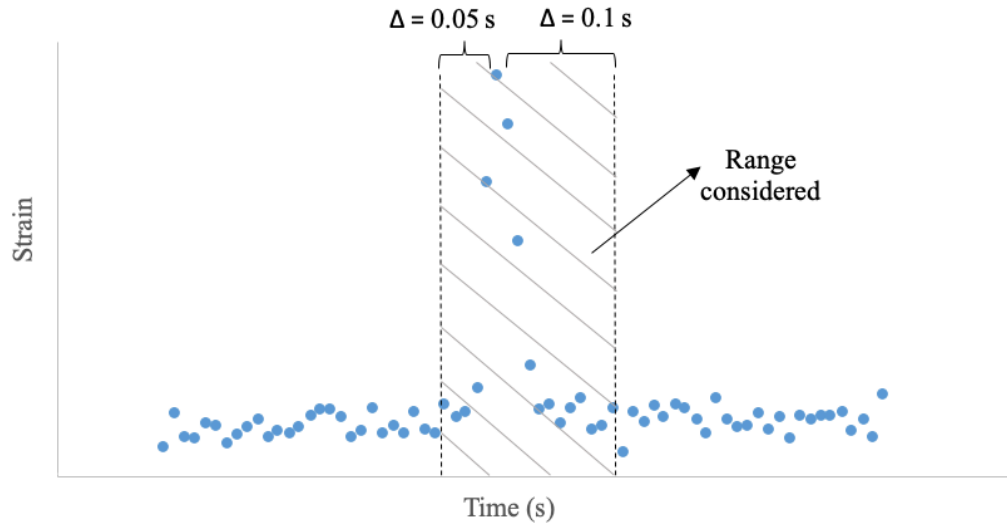 Δ = 0.05 s
Δ = 0.1 s
Range
considered
Strain
Time (s)